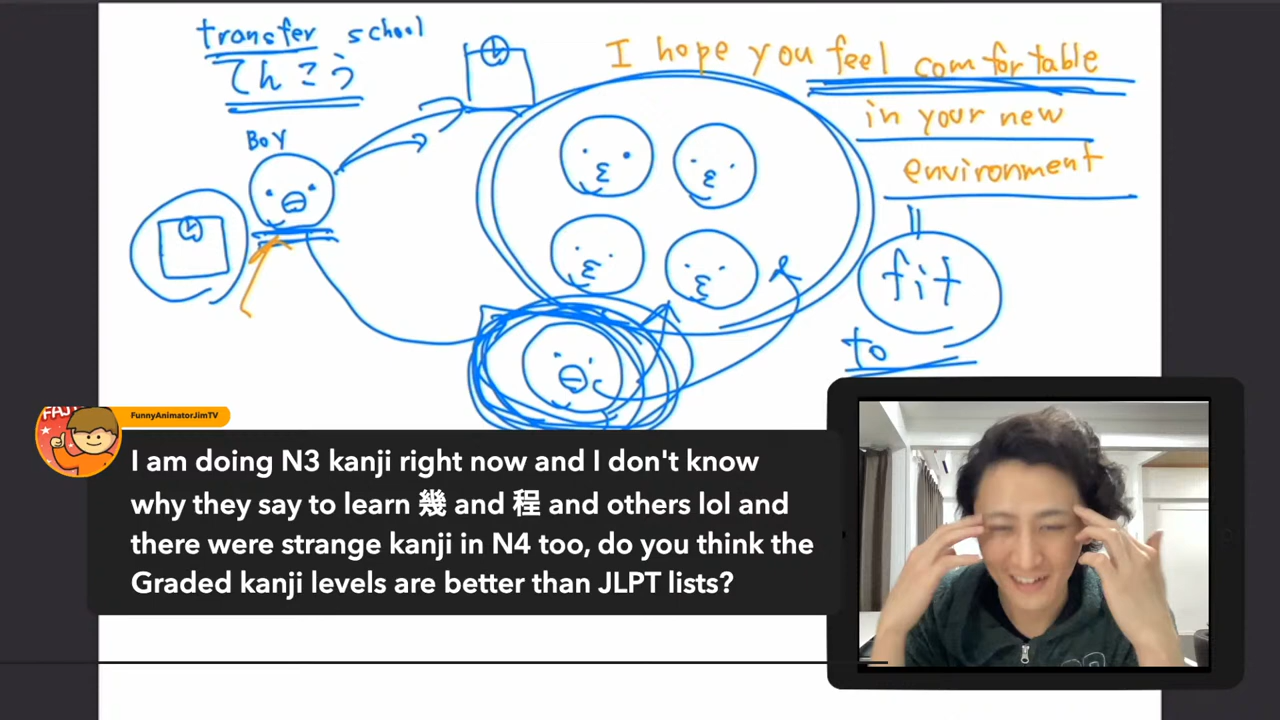 transfer school
てんこう
BOY
I hope you feel comfortable
in your new
environment
fit
to
FAJ
FunnyAnimatorJimTV
I am doing N3 kanji right now and I don't know
why they say to learn 幾 and 程 and others lol and
there were strange kanji in N4 too, do you think the
Graded kanji levels are better than JLPT lists?